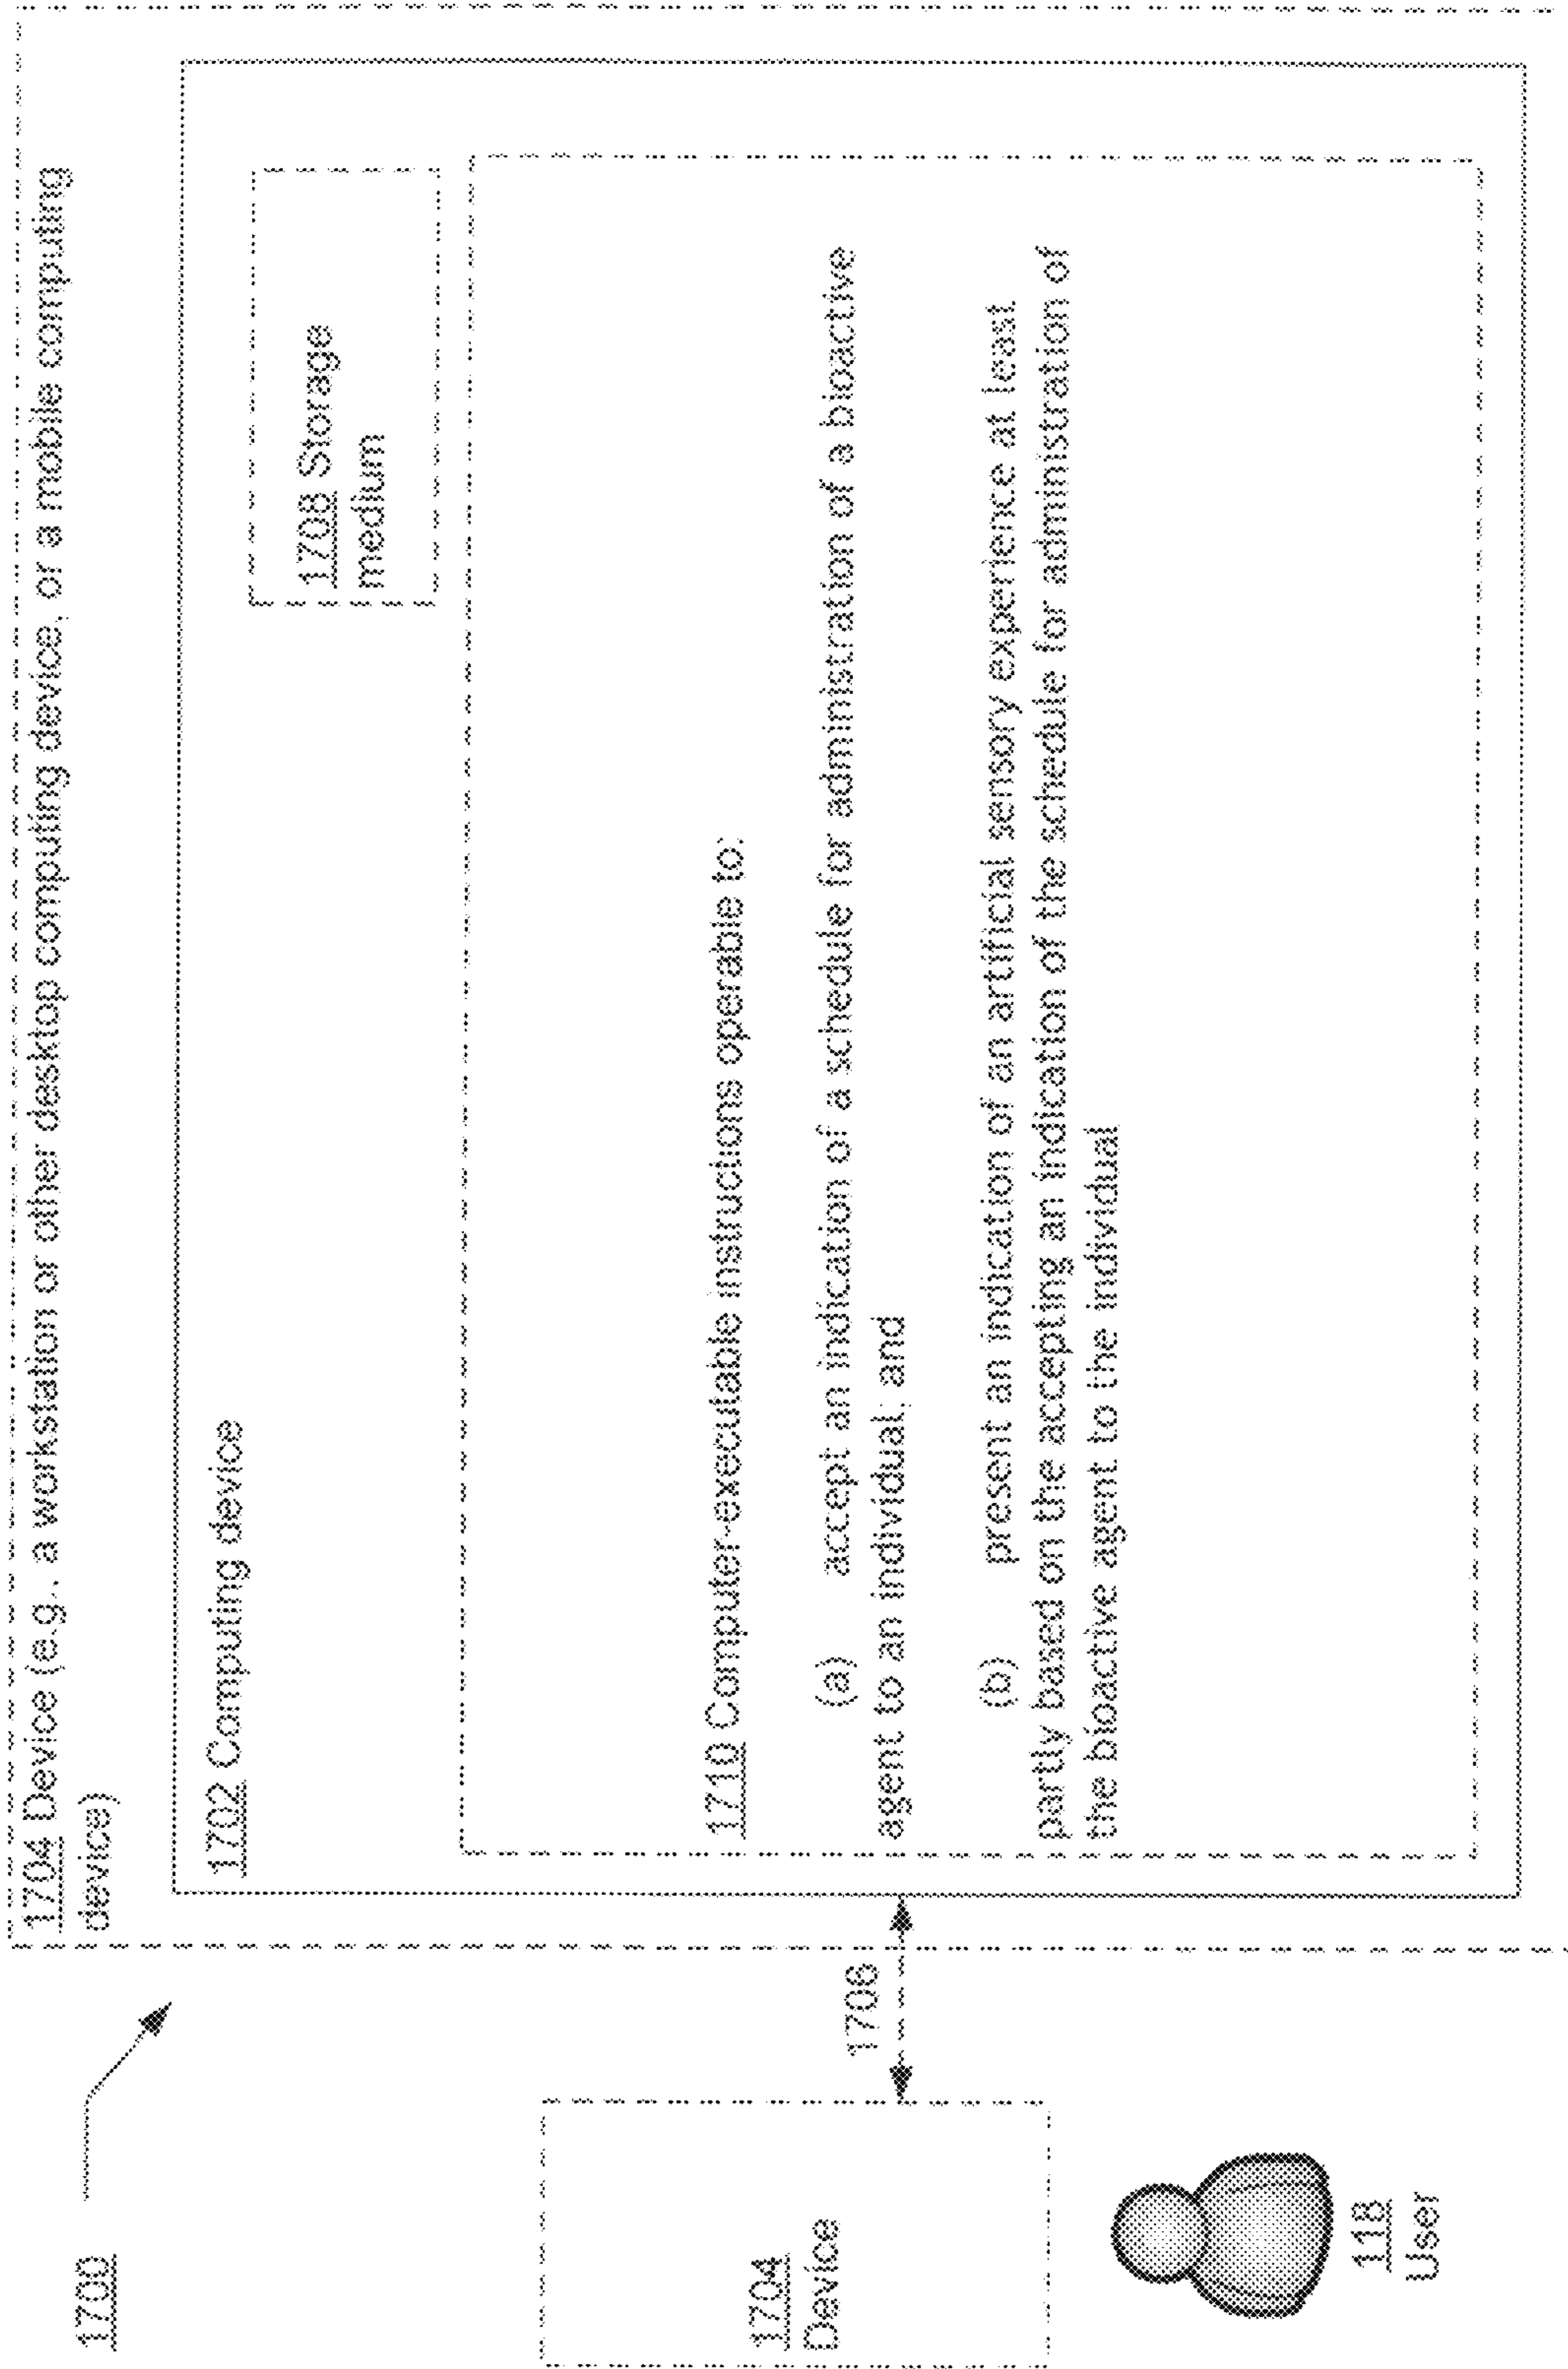 1700
1704 Device (e.g., a workstation or other desktop computing device, or a mobile computing
device)
1702 Computing device
1708 Storage
medium
1710 Computer-executable instructions operable to:
(a) accept an indication of a schedule for administration of a bioactive
agent to an individual; and
(b) present an indication of an artificial sensory experience at least
partly based on the accepting an indication of the schedule for administration of
the bioactive agent to the individual
1706
1704
Device
118
User